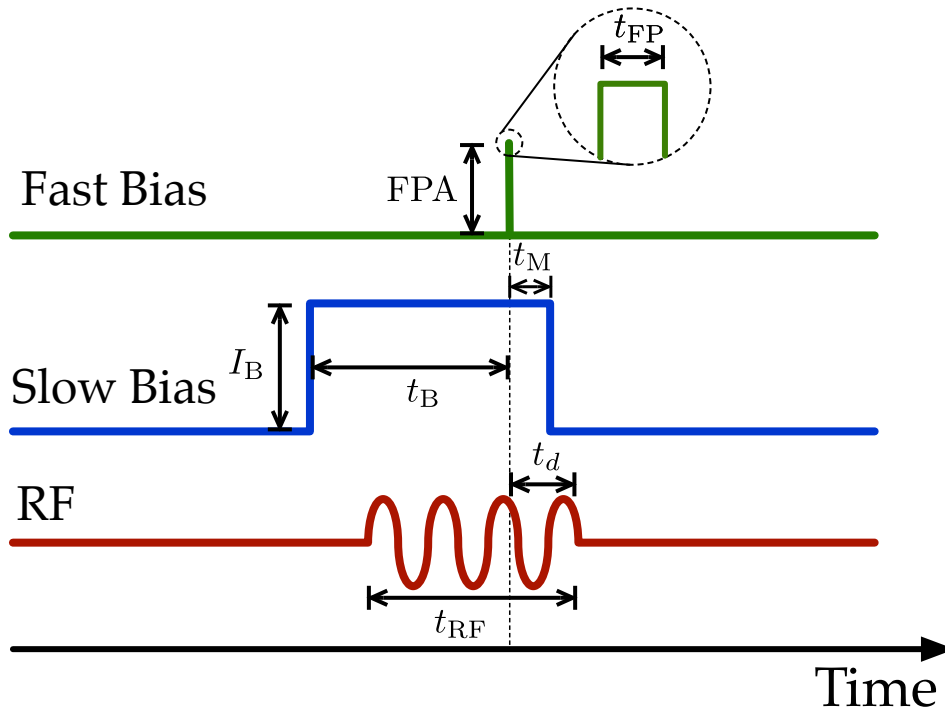 t_FP
FPA
Fast Bias
t_M
I_B
Slow Bias
t_B
t_d
RF
t_RF
Time